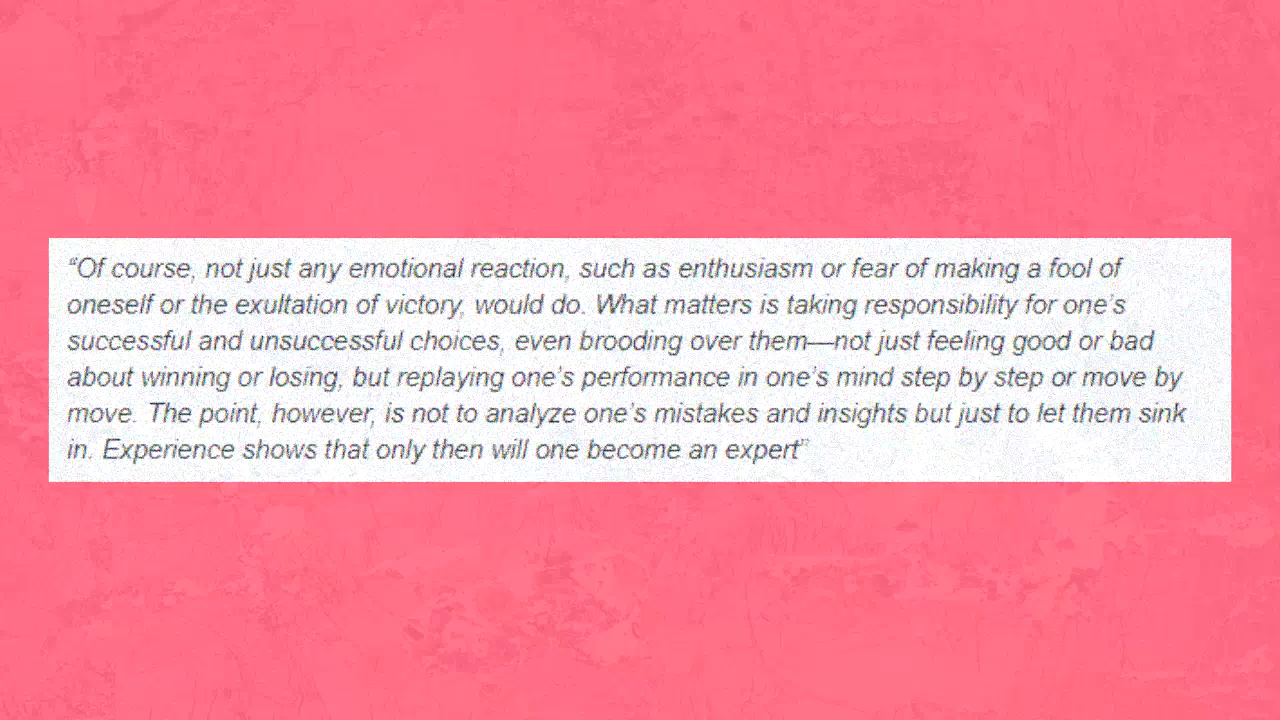 “Of course, not just any emotional reaction, such as enthusiasm or fear of making a fool of
oneself or the exultation of victory, would do. What matters is taking responsibility for one’s
successful and unsuccessful choices, even brooding over them—not just feeling good or bad
about winning or losing, but replaying one’s performance in one’s mind step by step or move by
move. The point, however, is not to analyze one’s mistakes and insights but just to let them sink
in. Experience shows that only then will one become an expert”